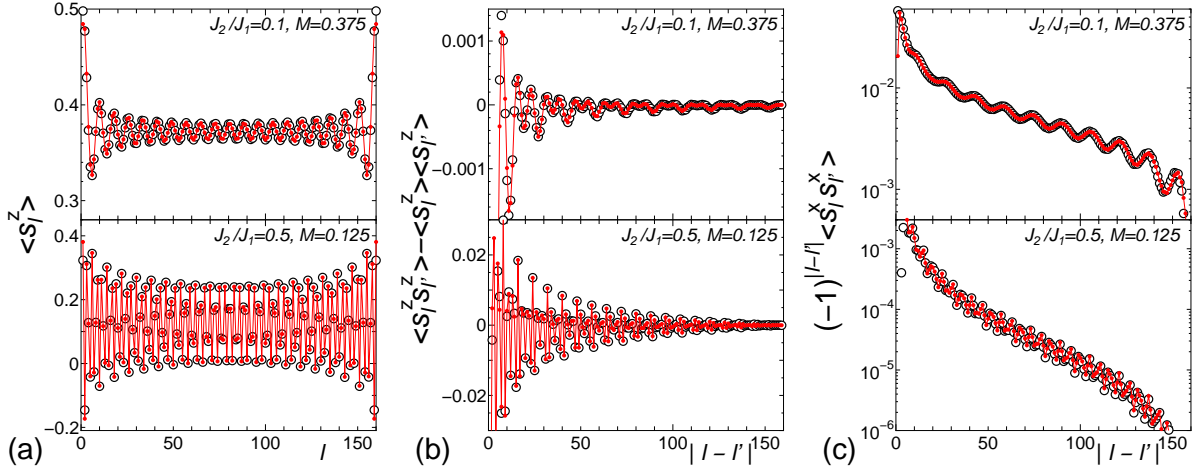 J2/J1=0.1, M=0.375
0.5
0.4
0.3
<S_l^z>
J2/J1=0.5, M=0.125
0.4
0.2
0
−0.2
0 50 100 150
l
(a)
J2/J1=0.1, M=0.375
0.001
0
−0.001
<S_l^z S_l'^z>−<S_l^z><S_l'^z>
J2/J1=0.5, M=0.125
0.02
0
−0.02
0 50 100 150
| l − l' |
(b)
J2/J1=0.1, M=0.375
10^−2
10^−3
(−1)^|l−l'| <S_l^x S_l'^x>
J2/J1=0.5, M=0.125
10^−3
10^−4
10^−5
10^−6
0 50 100 150
| l − l' |
(c)